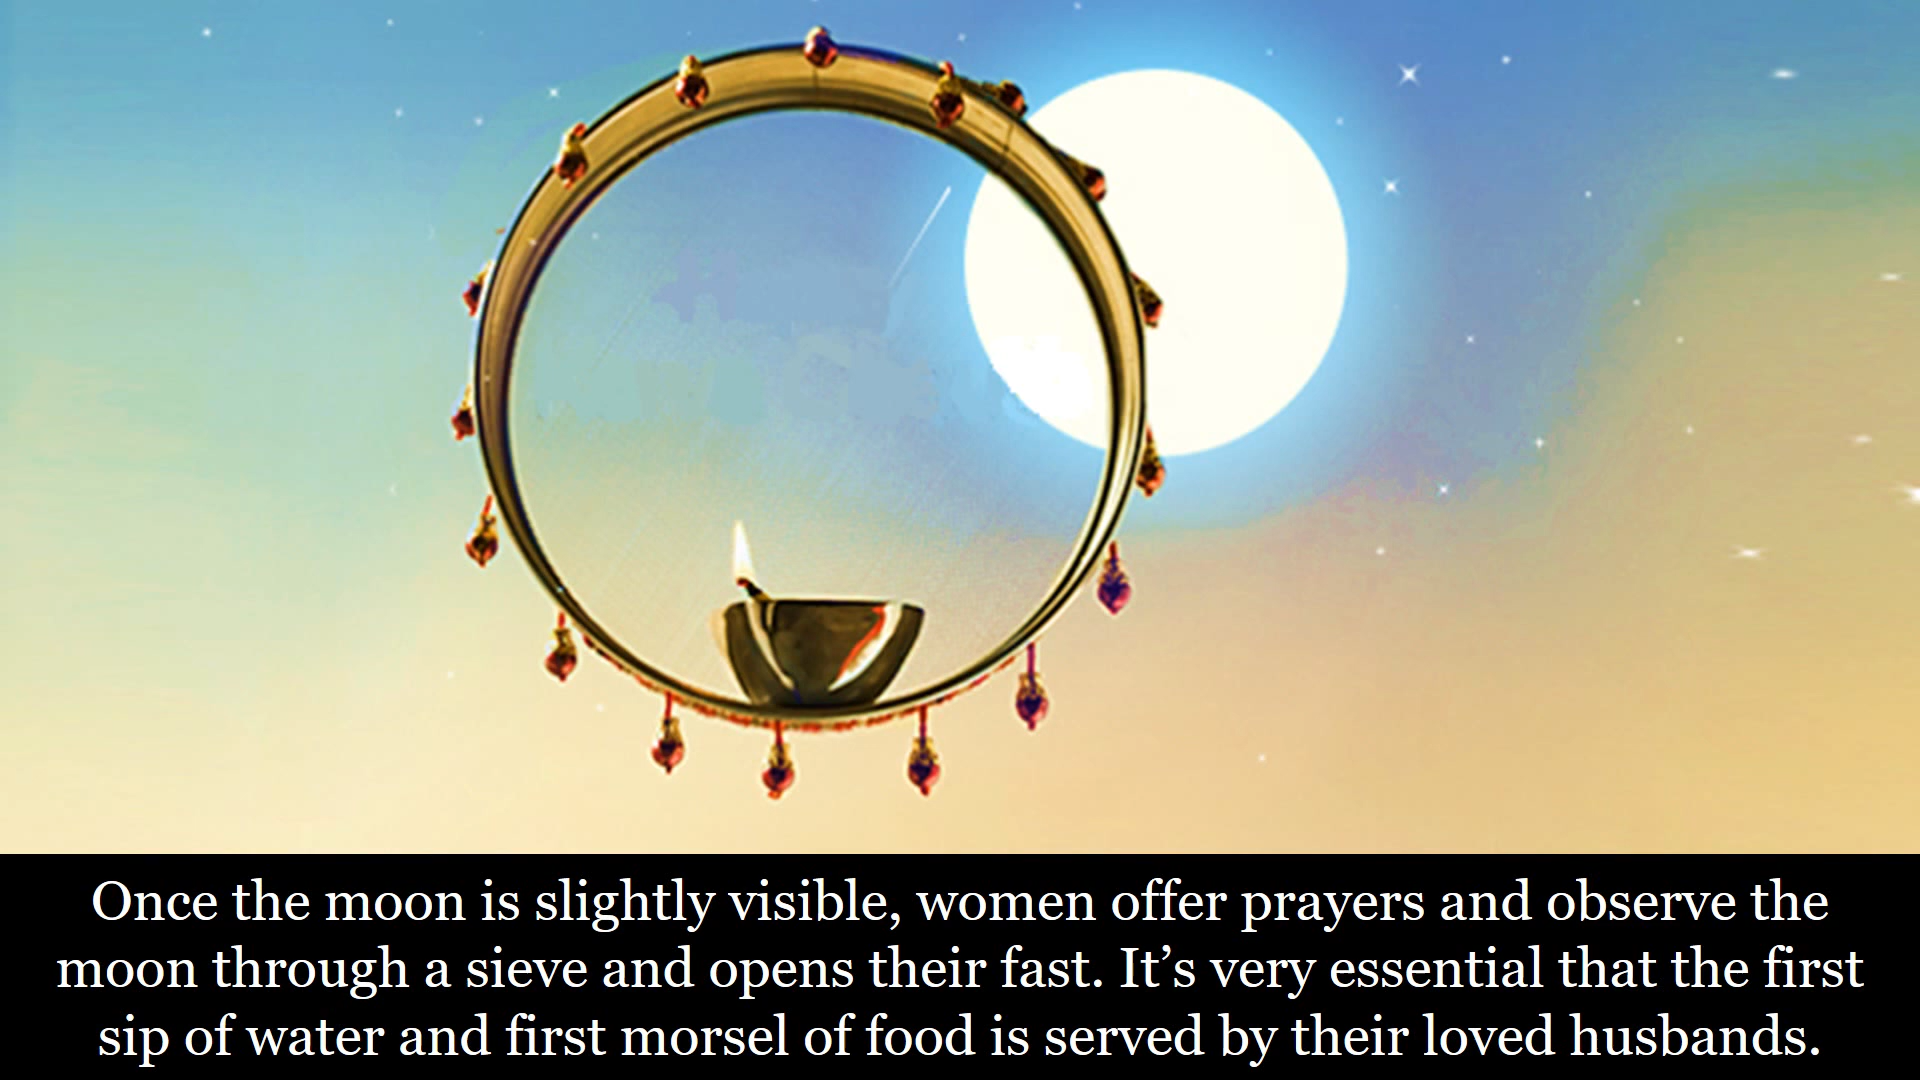 Once the moon is slightly visible, women offer prayers and observe the
moon through a sieve and opens their fast. It’s very essential that the first
sip of water and first morsel of food is served by their loved husbands.